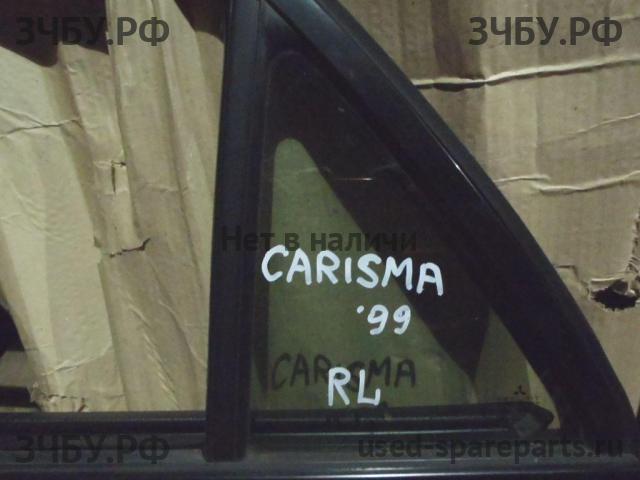 ЗЧБУ.РФ ЗЧБУ.РФ
Нет в наличи
CARISMA
'99
CARISMA
RL
ЗЧБУ.РФ used-spareparts.ru